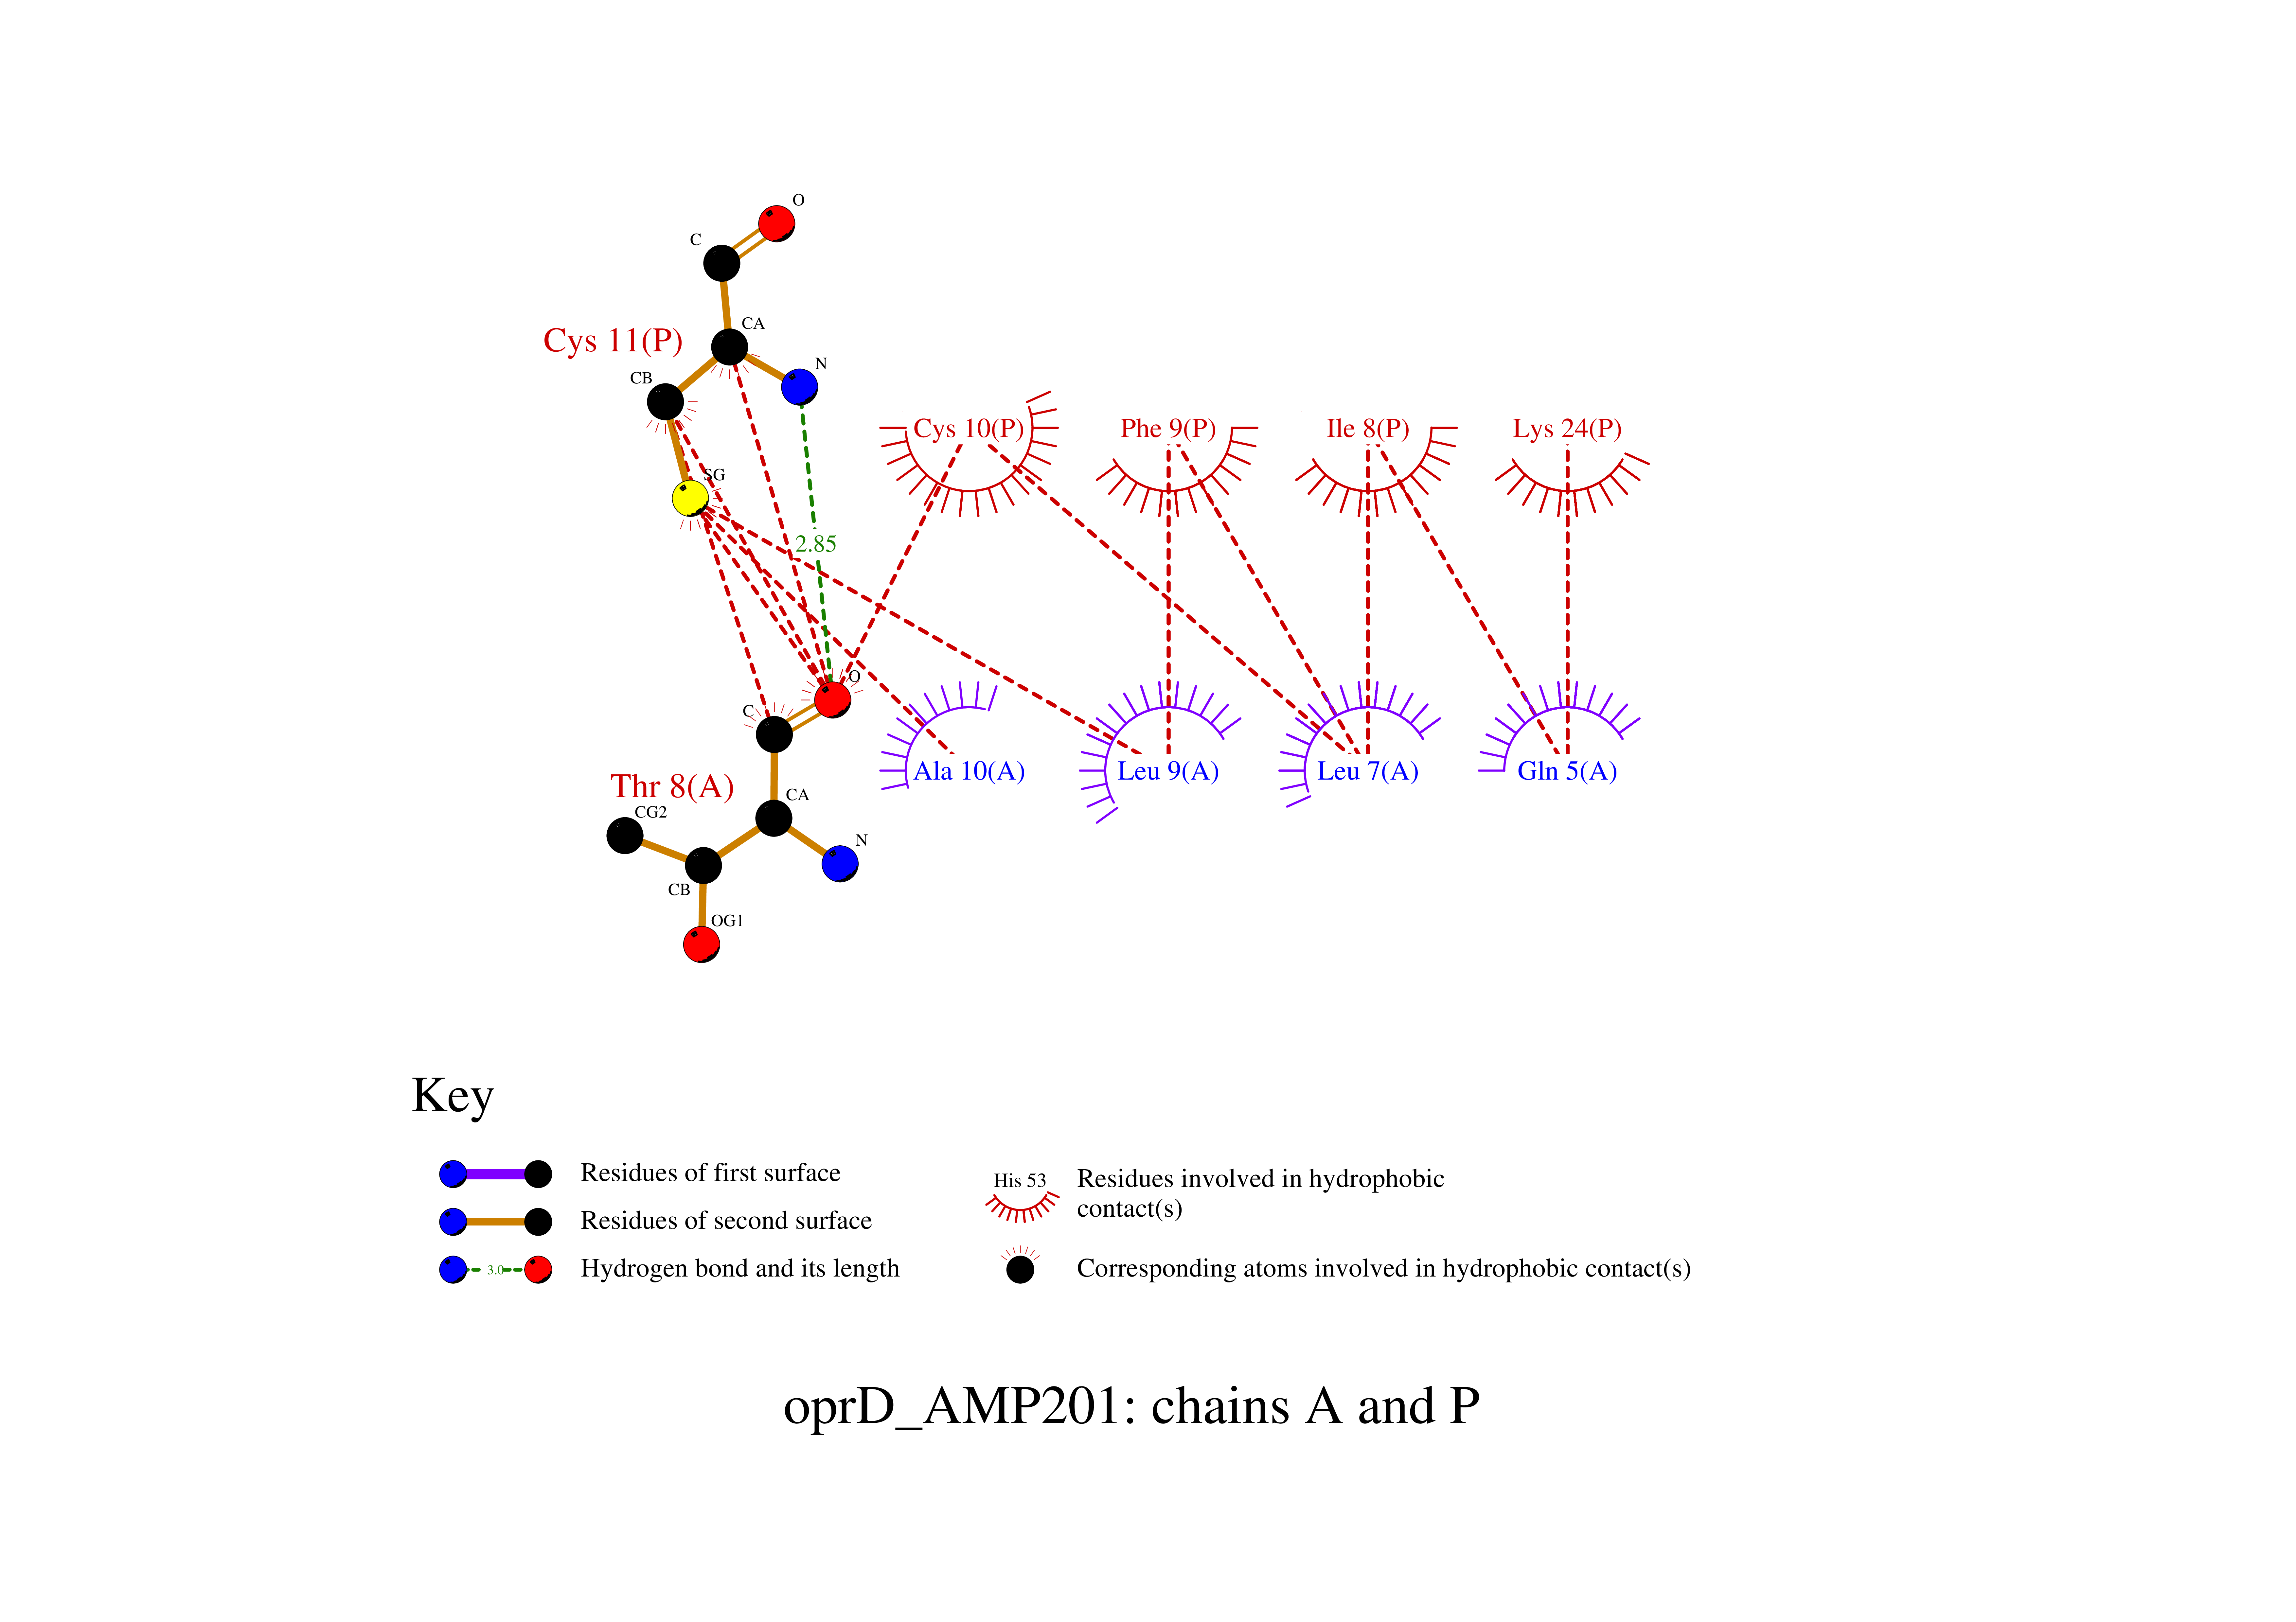 O
C
CA
Cys 11(P)
N
CB
SG
Cys 10(P) Phe 9(P) Ile 8(P) Lys 24(P)
2.85
O
C
Thr 8(A)
Ala 10(A) Leu 9(A) Leu 7(A) Gln 5(A)
CA
CG2
N
CB
OG1
Key
Residues of first surface
Residues of second surface
3.0
Hydrogen bond and its length
His 53
Residues involved in hydrophobic
contact(s)
Corresponding atoms involved in hydrophobic contact(s)
oprD_AMP201: chains A and P